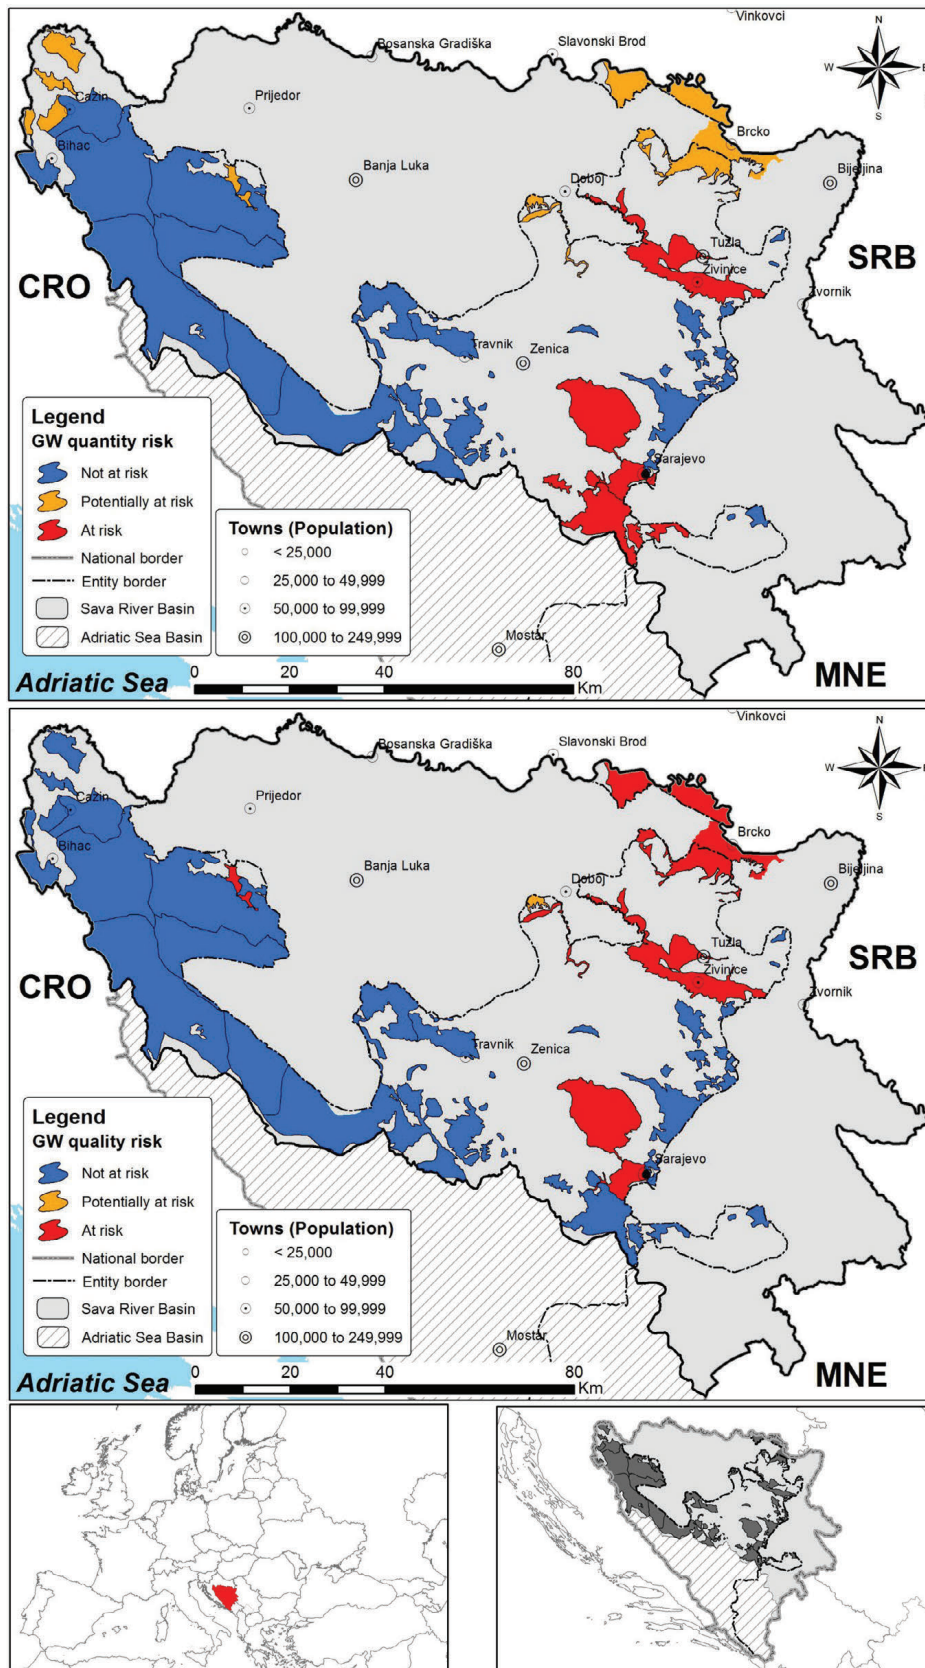 Vinkovci
Bosanska Gradiška
Slavonski Brod
N
W
E
S
Cazin
Prijedor
Brcko
Bihac
Banja Luka
Doboj
Bijeljina
Tuzla
Zivinice
SRB
CRO
Zvornik
Travnik
Zenica
Sarajevo
Legend
GW quantity risk
Not at risk
Potentially at risk
At risk
National border
Entity border
Sava River Basin
Adriatic Sea Basin
Towns (Population)
< 25,000
25,000 to 49,999
50,000 to 99,999
100,000 to 249,999
Mostar
MNE
Adriatic Sea
0 20 40 80
Km
Vinkovci
Bosanska Gradiška
Slavonski Brod
N
W
E
S
Cazin
Prijedor
Brcko
Bihac
Banja Luka
Doboj
Bijeljina
Tuzla
Zivinice
SRB
CRO
Zvornik
Travnik
Zenica
Sarajevo
Legend
GW quality risk
Not at risk
Potentially at risk
At risk
National border
Entity border
Sava River Basin
Adriatic Sea Basin
Towns (Population)
< 25,000
25,000 to 49,999
50,000 to 99,999
100,000 to 249,999
Mostar
MNE
Adriatic Sea
0 20 40 80
Km